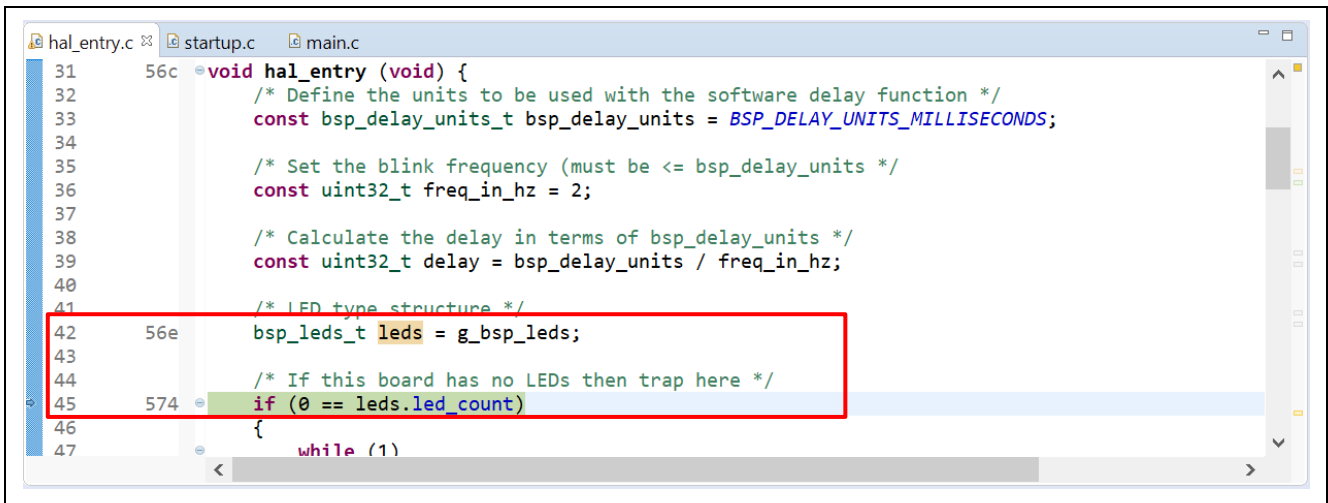 hal_entry.c startup.c main.c
31 56c void hal_entry (void) {
32 /* Define the units to be used with the software delay function */
33 const bsp_delay_units_t bsp_delay_units = BSP_DELAY_UNITS_MILLISECONDS;
34
35 /* Set the blink frequency (must be <= bsp_delay_units */
36 const uint32_t freq_in_hz = 2;
37
38 /* Calculate the delay in terms of bsp_delay_units */
39 const uint32_t delay = bsp_delay_units / freq_in_hz;
40
41 /* LED type structure */
42 56e bsp_leds_t leds = g_bsp_leds;
43
44 /* If this board has no LEDs then trap here */
45 574 if (0 == leds.led_count)
46 {
47 while (1)